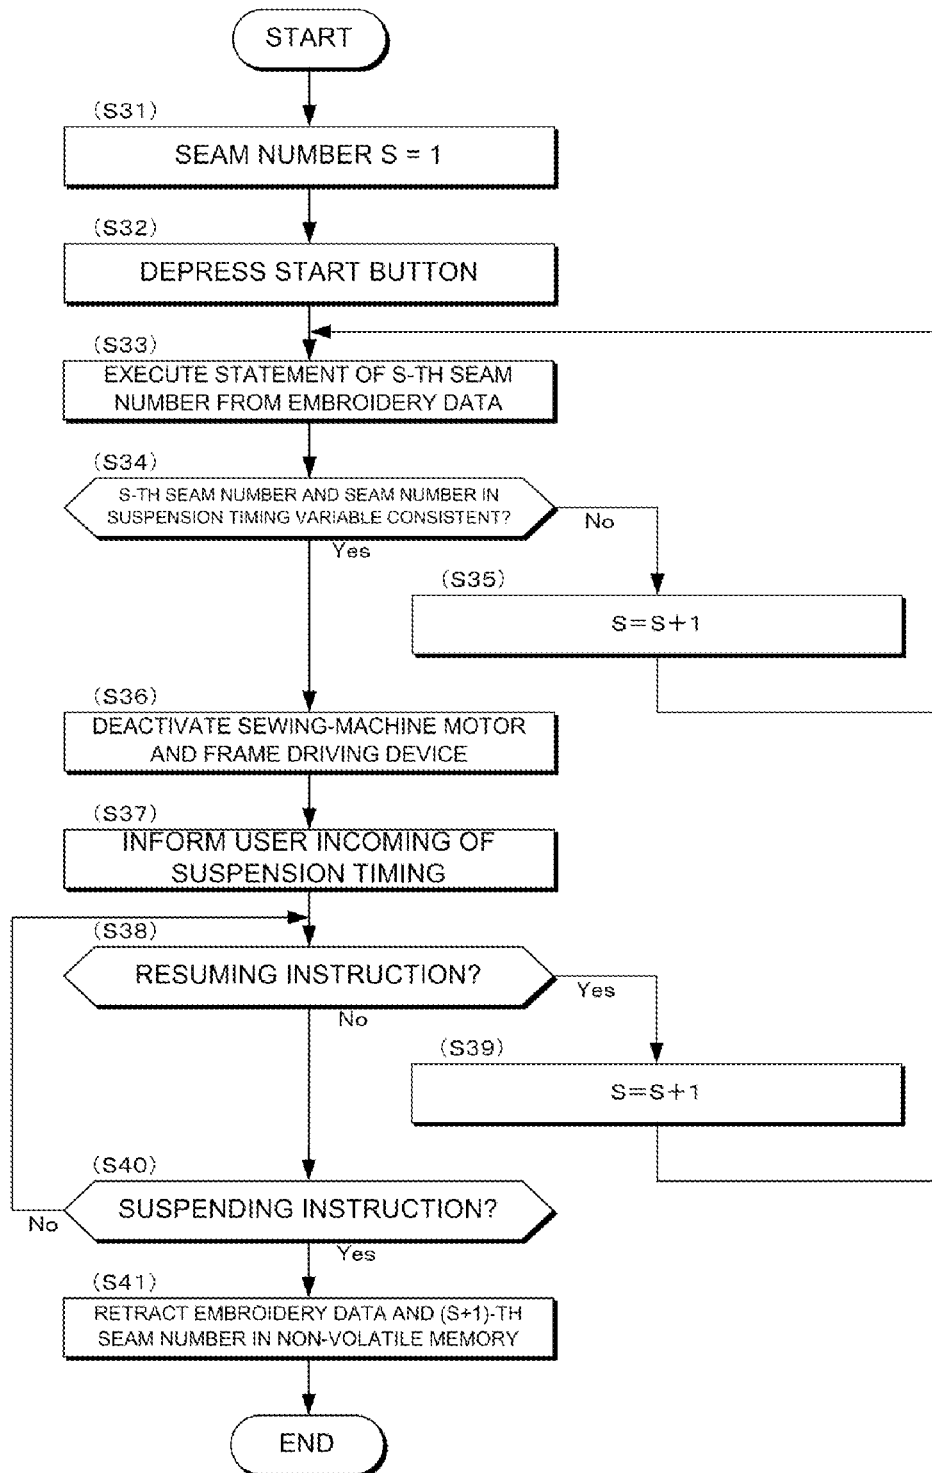 START
(S31)
SEAM NUMBER S = 1
(S32)
DEPRESS START BUTTON
(S33)
EXECUTE STATEMENT OF S-TH SEAM
NUMBER FROM EMBROIDERY DATA
(S34)
S-TH SEAM NUMBER AND SEAM NUMBER IN
SUSPENSION TIMING VARIABLE CONSISTENT?
No
Yes
(S35)
S=S+1
(S36)
DEACTIVATE SEWING-MACHINE MOTOR
AND FRAME DRIVING DEVICE
(S37)
INFORM USER INCOMING OF
SUSPENSION TIMING
(S38)
RESUMING INSTRUCTION?
Yes
No
(S39)
S=S+1
(S40)
SUSPENDING INSTRUCTION?
No
Yes
(S41)
RETRACT EMBROIDERY DATA AND (S+1)-TH
SEAM NUMBER IN NON-VOLATILE MEMORY
END